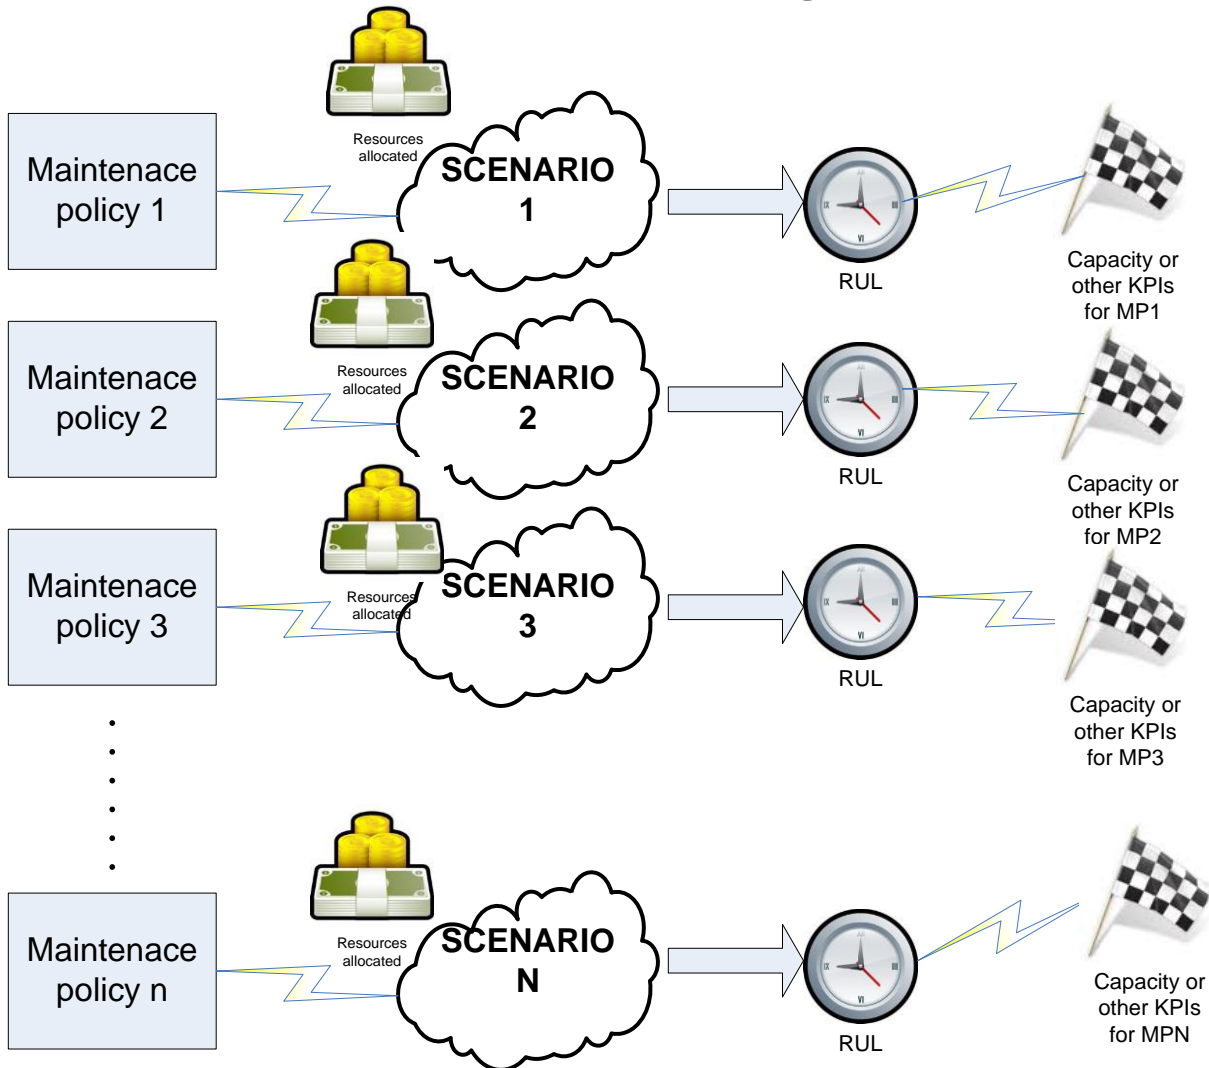 Resources
allocated
Maintenace
policy 1
SCENARIO
1
RUL
Capacity or
other KPIs
for MP1
Resources
allocated
Maintenace
policy 2
SCENARIO
2
RUL
Capacity or
other KPIs
for MP2
Resources
allocated
Maintenace
policy 3
SCENARIO
3
RUL
Capacity or
other KPIs
for MP3
Resources
allocated
Maintenace
policy n
SCENARIO
N
RUL
Capacity or
other KPIs
for MPN